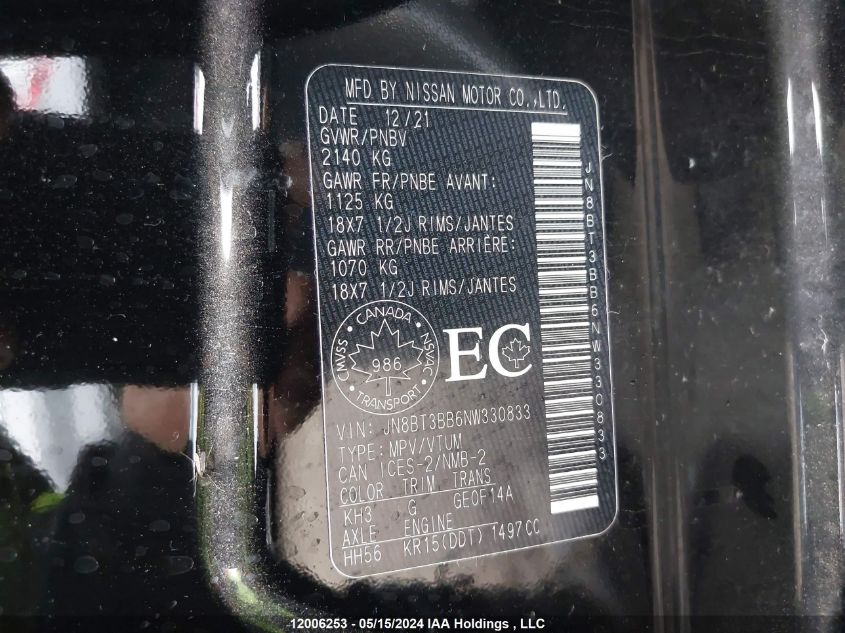 MFD BY NISSAN MOTOR CO.,LTD.
DATE 12/21
GVWR/PNBV
2140 KG
GAWR FR/PNBE AVANT:
1125 KG
18X7 1/2J RIMS/JANTES
GAWR RR/PNBE ARRIÈRE:
1070 KG
18X7 1/2J RIMS/JANTES
CANADA
CMVSS 986 NSVAC
TRANSPORT
EC
VIN: JN8BT3BB6NW330833
TYPE: MPV/VTUM
CAN ICES-2/NMB-2
COLOR TRIM TRANS
KH3 G GE0F14A
AXLE ENGINE
HH56 KR15(DDT) 1497CC
JN8BT3BB6NW330833
12006253 - 05/15/2024 IAA Holdings , LLC